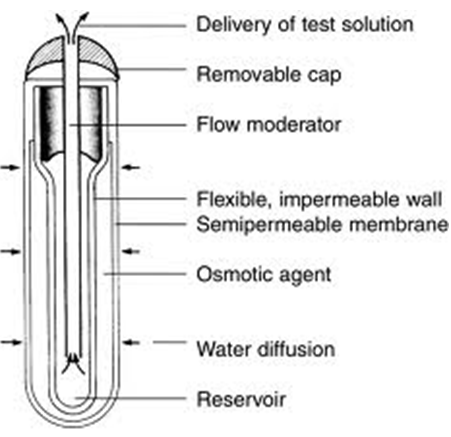 Delivery of test solution
Removable cap
Flow moderator
Flexible, impermeable wall
Semipermeable membrane
Osmotic agent
Water diffusion
Reservoir